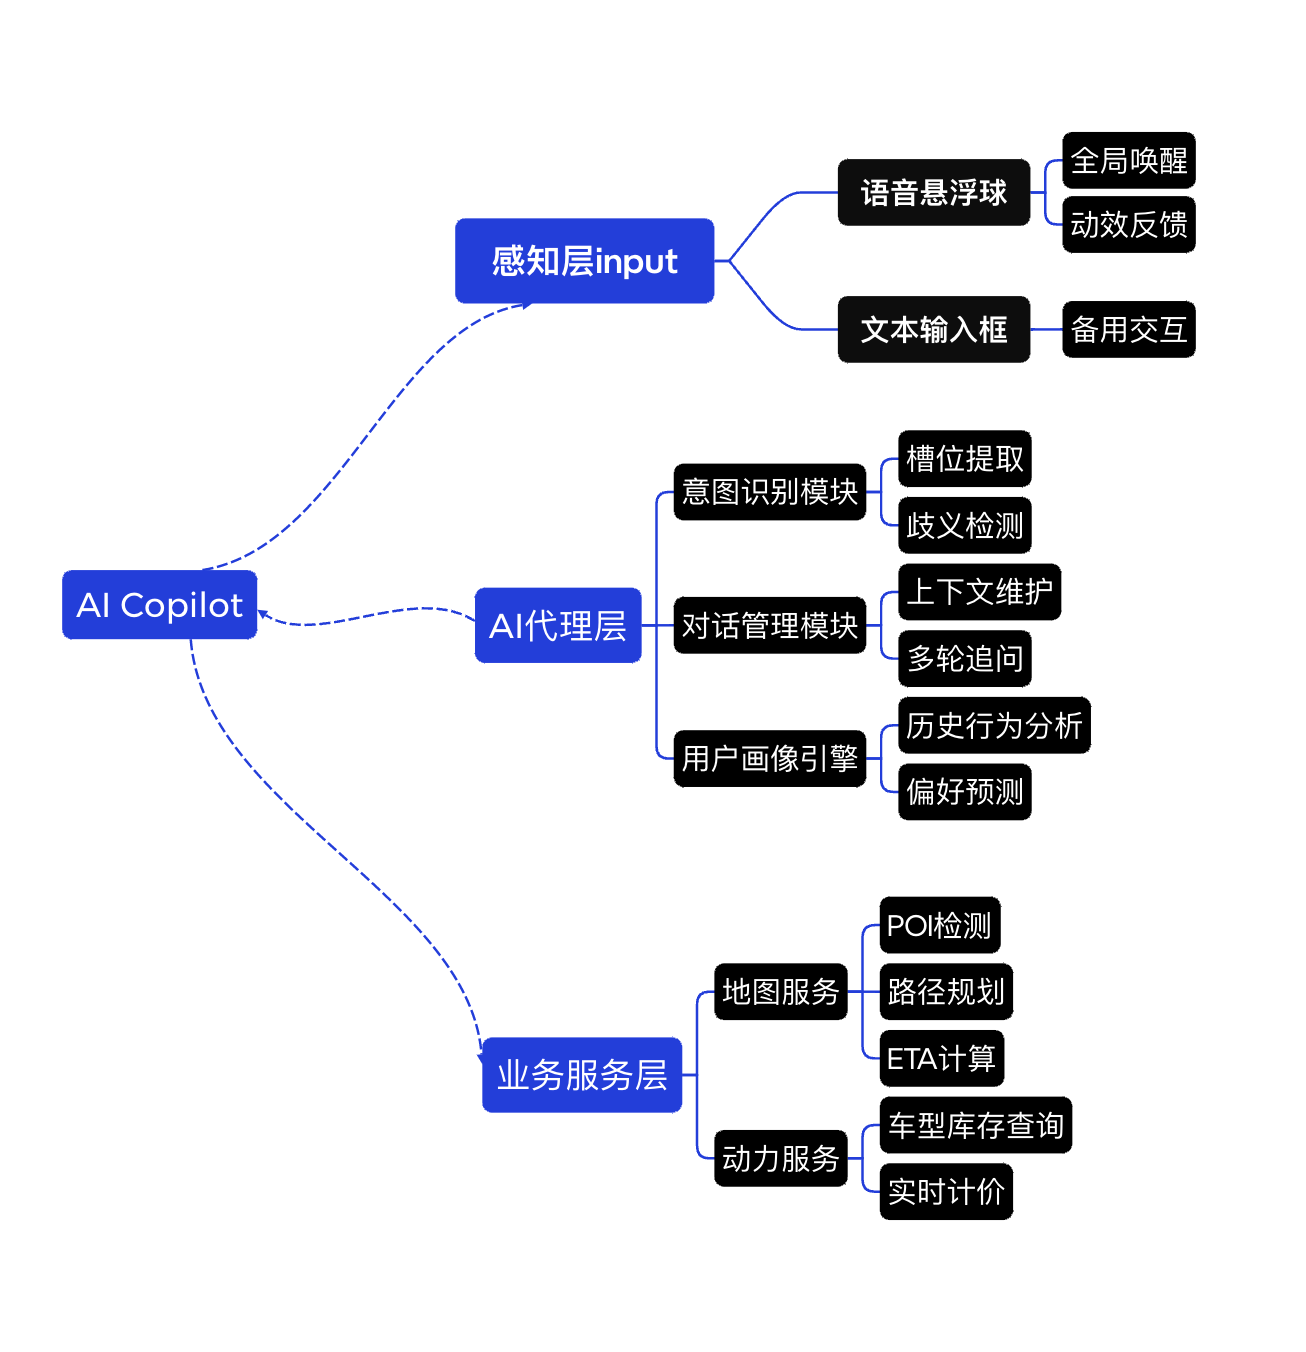 AI Copilot
感知层input
语音悬浮球
全局唤醒
动效反馈
文本输入框
备用交互
AI代理层
意图识别模块
槽位提取
歧义检测
对话管理模块
上下文维护
多轮追问
用户画像引擎
历史行为分析
偏好预测
业务服务层
地图服务
POI检测
路径规划
ETA计算
动力服务
车型库存查询
实时计价